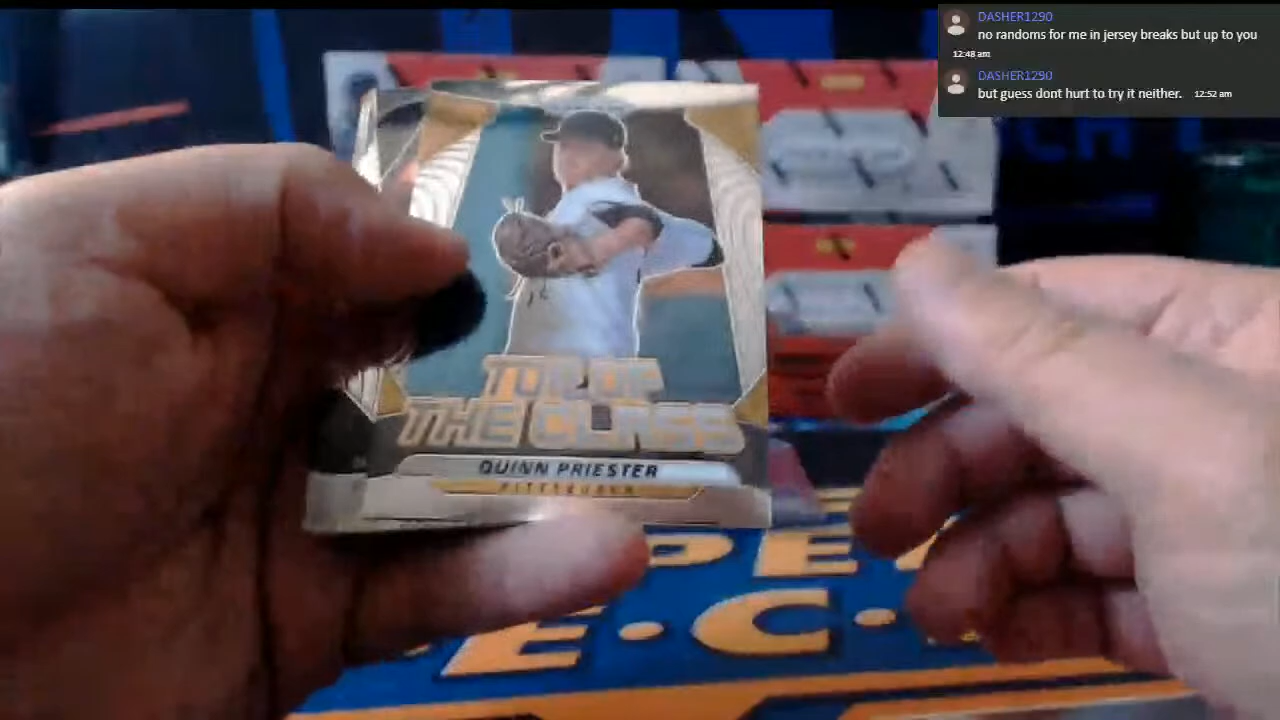 DASHER1290
no randoms for me in jersey breaks but up to you
12:48 am
DASHER1290
but guess dont hurt to try it neither. 12:52 am
TOP OF
THE CLASS
QUINN PRIESTER
PITTSBURGH
E.C.